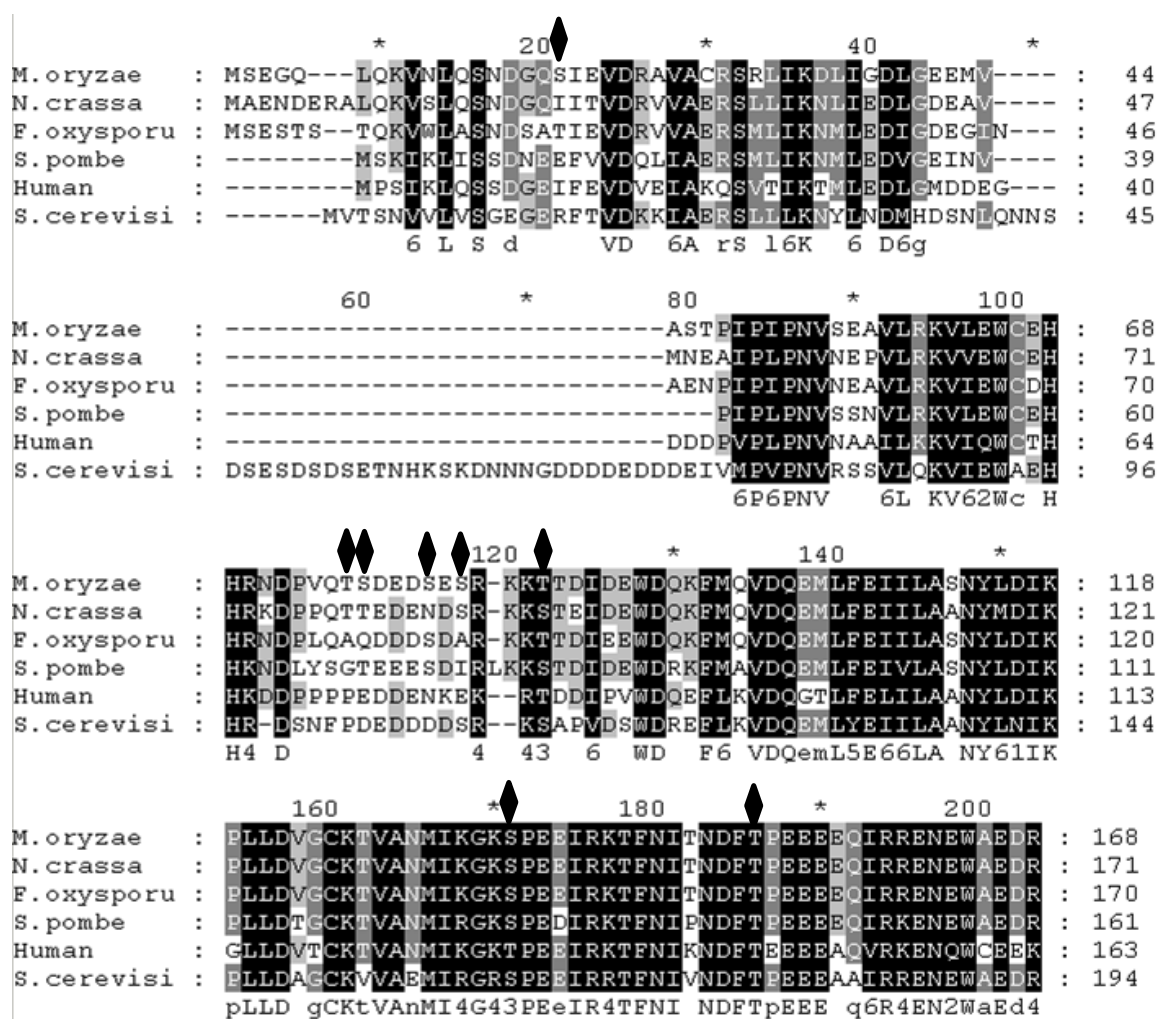 * 20 * 40 *
M.oryzae : MSEGQ---LQKVNLQSNDGQSIEVDRAVACRSRLIKDLIGDLGEEMV---- : 44
N.crassa : MAENDERALQKVSLQSNDGQIITVDRVVAERSLLIKNLIEDLGDEAV---- : 47
F.oxysporu : MSESTS--TQKVWLASNDSATIEVDRVVAERSMLIKNMLEDIGDEGIN--- : 46
S.pombe : --------MSKIKLISSDNEEFVVDQLIAERSMLIKNMLEDVGEINV---- : 39
Human : --------MPSIKLQSSDGEIFEVDVEIAKQSVTIKTMLEDLGMDDEG--- : 40
S.cerevisi : ------MVTSNVVLVSGEGERFTVDKKIAERSLLLKNYLNDMHDSNLQNNS : 45
6 L S d VD 6A rS l6K 6 D6g
60 * 80 * 100
M.oryzae : ---------------------------ASTPIPIPNVSEAVLRKVLEWCEH : 68
N.crassa : ---------------------------MNEAIPLPNVNEPVLRKVVEWCEH : 71
F.oxysporu : ---------------------------AENPIPLPNVNEAVLRKVIEWCDH : 70
S.pombe : ------------------------------PIPLPNVSSNVLRKVLEWCEH : 60
Human : ---------------------------DDDPVPLPNVNAAILKKVIQWCTH : 64
S.cerevisi : DSESDSDSETNHKSKDNNNGDDDDEDDDEIVMPVPNVRSSVLQKVIEWAEH : 96
6P6PNV 6L KV62Wc H
120 * 140 *
M.oryzae : HRNDPVQTSDEDSESR-KKTTDIDEWDQKFMQVDQEMLFEIILASNYLDIK : 118
N.crassa : HRKDPPQTTEDENDSR-KKSTEIDEWDQKFMQVDQEMLFEIILAANYMDIK : 121
F.oxysporu : HRNDPLQAQDDDSDAR-KKTTDIEEWDQKFMQVDQEMLFEIILAANYLDIK : 120
S.pombe : HKNDLYSGTEEESDIRLKKSTDIDEWDRKFMAVDQEMLFEIVLASNYLDIK : 111
Human : HKDDPPPPEDDENKEK--RTDDIPVWDQEFLKVDQGTLFELILAANYLDIK : 113
S.cerevisi : HR-DSNFPDEDDDDSR--KSAPVDSWDREFLKVDQEMLYEIILAANYLNIK : 144
H4 D 4 43 6 WD F6 VDQemL5E66LA NY61IK
160 * 180 * 200
M.oryzae : PLLDVGCKTVANMIKGKSPEEIRKTFNITNDFTPEEEEQIRRENEWAEDR : 168
N.crassa : PLLDVGCKTVANMIKGKSPEEIRKTFNITNDFTPEEEEQIRRENEWAEDR : 171
F.oxysporu : PLLDVGCKTVANMIKGKSPEEIRKTFNITNDFTPEEEEQIRRENEWAEDR : 170
S.pombe : PLLDTGCKTVANMIRGKSPEDIRKTFNIPNDFTPEEEEQIRKENEWAEDR : 161
Human : GLLDVTCKTVANMIKGKTPEEIRKTFNIKNDFTEEEEAQVRKENQWCEEK : 163
S.cerevisi : PLLDAGCKVVAEMIRGRSPEEIRRTFNIVNDFTPEEEAAIRRENEWAEDR : 194
pLLD gCKtVAnMI4G43PEeIR4TFNI NDFTpEEE q6R4EN2WaEd4